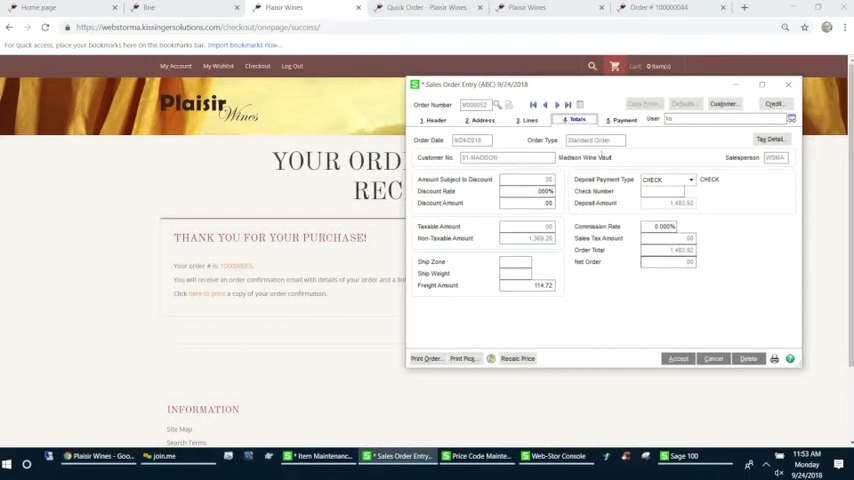 Home page
Brie
Plaisir Wines
Quick Order - Plaisir Wines
Plaisir Wines
Order # 100000044
https://webstorma.kissingersolutions.com/checkout/onepage/success/
For quick access, place your bookmarks here on the bookmarks bar. Import bookmarks now...
My Account My Wishlist Checkout Log Out
Cart: 0 item(s)
Plaisir Wines
YOUR ORD
REC
THANK YOU FOR YOUR PURCHASE!
Your order # is: 
You will receive an order confirmation email with details of your order and a lin
Click here to print a copy of your order confirmation.
INFORMATION
Site Map
Search Terms
* Sales Order Entry (ABC) 9/24/2018
Order Number
Copy From... Defaults... Customer... Credit...
1. Header 2. Address 3. Lines 4. Totals 5. Payment User ks
Order Date 9/24/2018 Order Type Standard Order Tax Detail...
Customer No. 01-MADISON Madison Wine Vault Salesperson WSMA
Amount Subject to Discount .00
Discount Rate .000%
Discount Amount .00
Deposit Payment Type CHECK CHECK
Check Number
Deposit Amount 1,483.92
Taxable Amount .00
Non-Taxable Amount 1,369.20
Commission Rate 0.000%
Sales Tax Amount .00
Order Total 1,483.92
Net Order .00
Ship Zone
Ship Weight
Freight Amount 114.72
Print Order... Print Pick... Recalc Price Accept Cancel Delete
Plaisir Wines - Goo...
join.me
* Item Maintenanc...
* Sales Order Entry...
Price Code Mainte...
Web-Stor Console
Sage 100
11:53 AM
Monday
9/24/2018